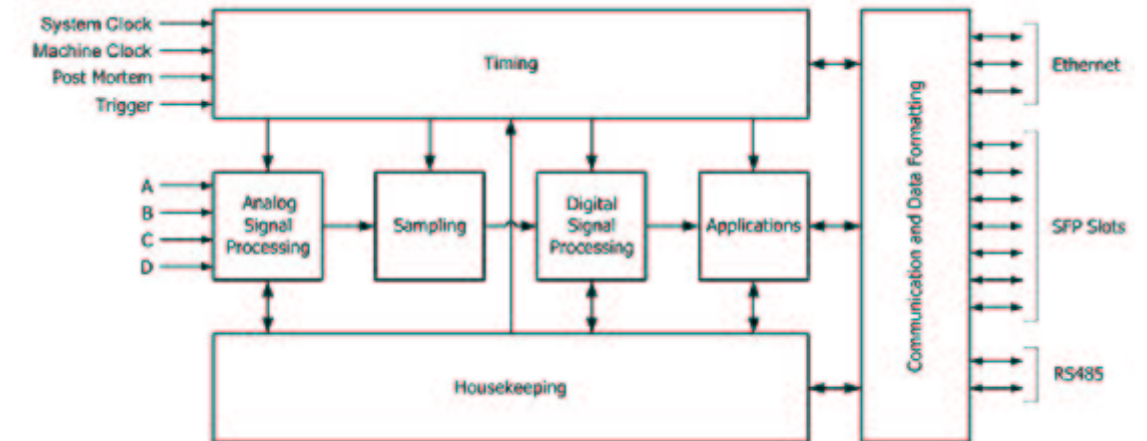 System Clock
Machine Clock
Post Mortem
Trigger
Timing
Ethernet
A
B
C
D
Analog
Signal
Processing
Sampling
Digital
Signal
Processing
Applications
Communication and Data Formatting
SFP Slots
Housekeeping
RS485